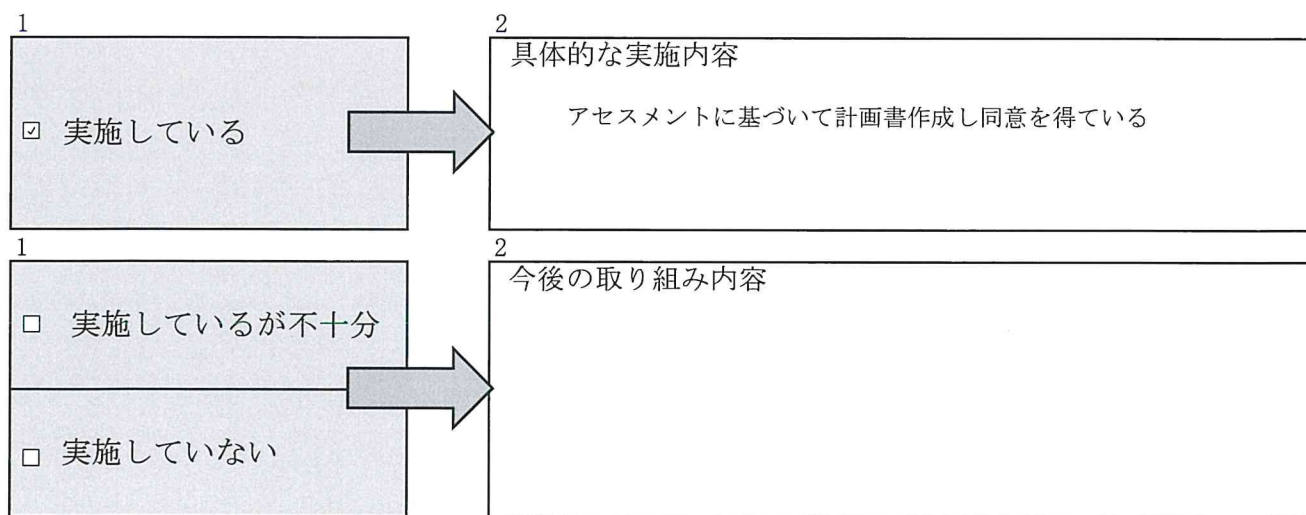 1
2
☑ 実施している
具体的な実施内容
アセスメントに基づいて計画書作成し同意を得ている
1
2
□ 実施しているが不十分
□ 実施していない
今後の取り組み内容